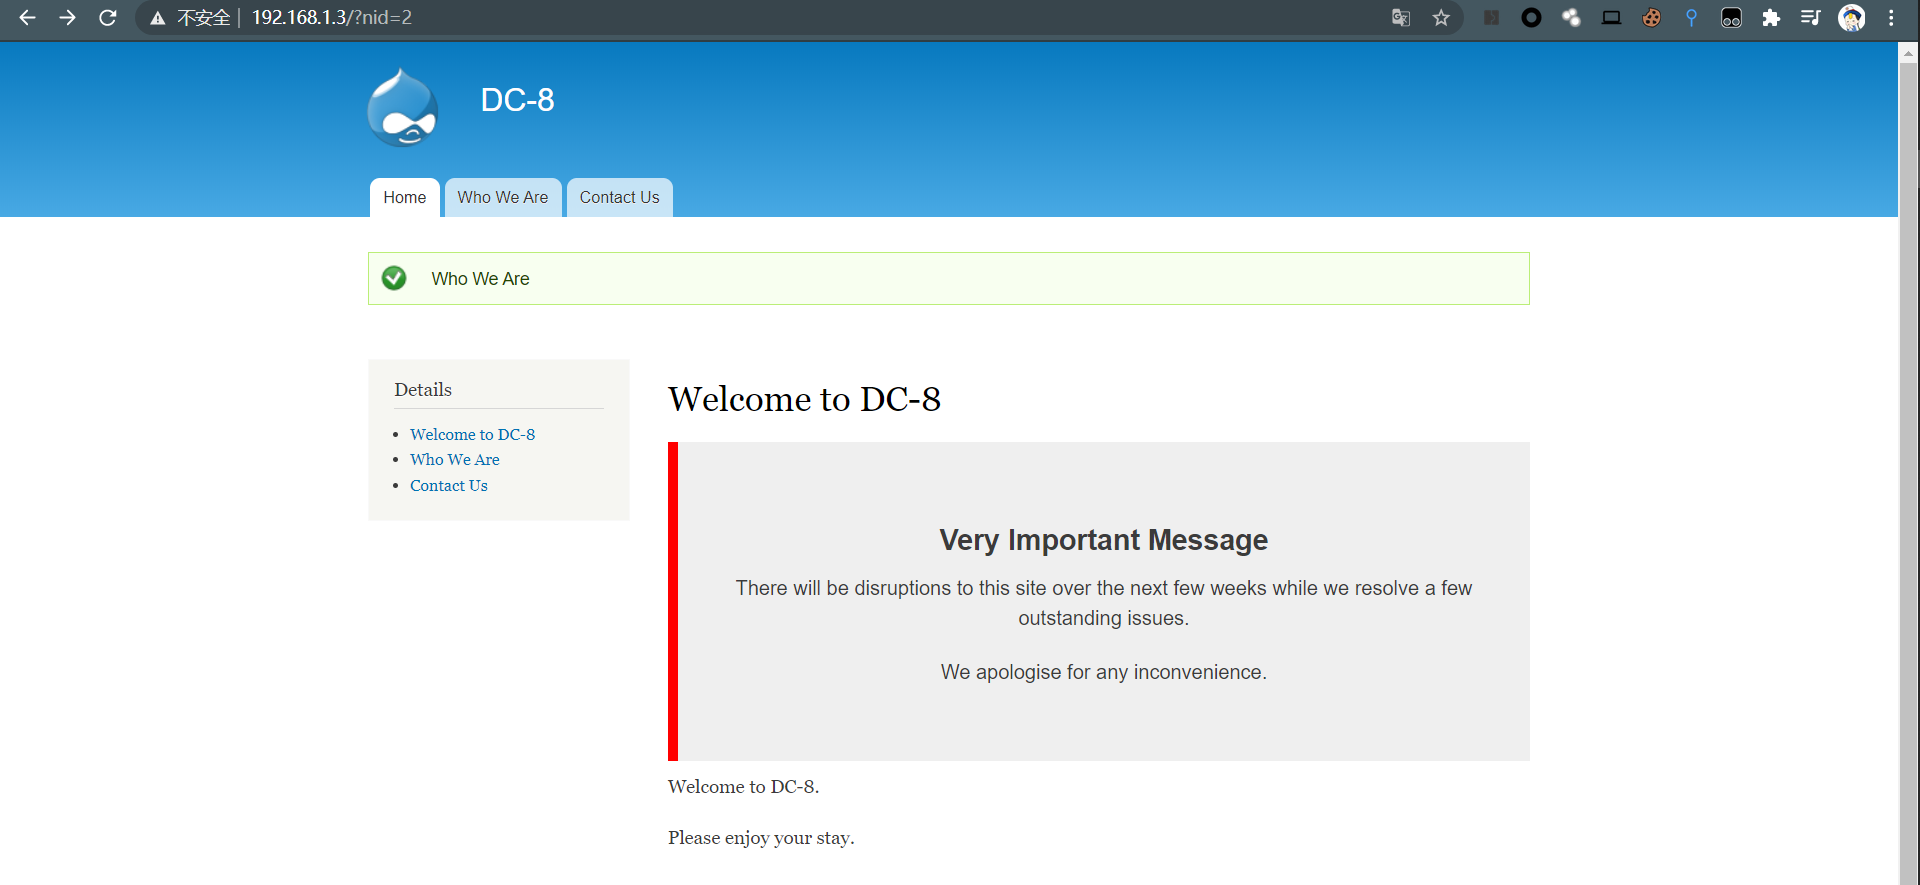 不安全 | 192.168.1.3/?nid=2
DC-8
Home Who We Are Contact Us
Who We Are
Details
Welcome to DC-8
Who We Are
Contact Us
Welcome to DC-8
Very Important Message
There will be disruptions to this site over the next few weeks while we resolve a few
outstanding issues.
We apologise for any inconvenience.
Welcome to DC-8.
Please enjoy your stay.